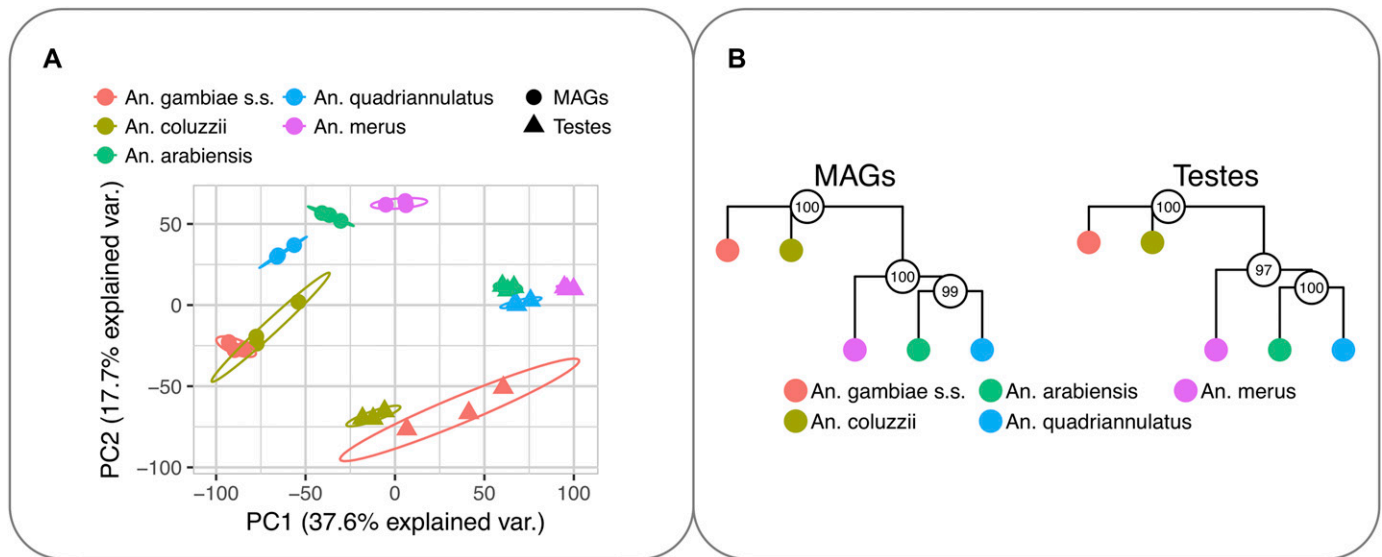 A
An. gambiae s.s.
An. quadriannulatus
MAGs
An. coluzzii
An. merus
Testes
An. arabiensis
PC2 (17.7% explained var.)
50
0
−50
−100
−100
−50
0
50
100
PC1 (37.6% explained var.)
B
MAGs
Testes
100
100
100
99
97
100
An. gambiae s.s.
An. arabiensis
An. merus
An. coluzzii
An. quadriannulatus